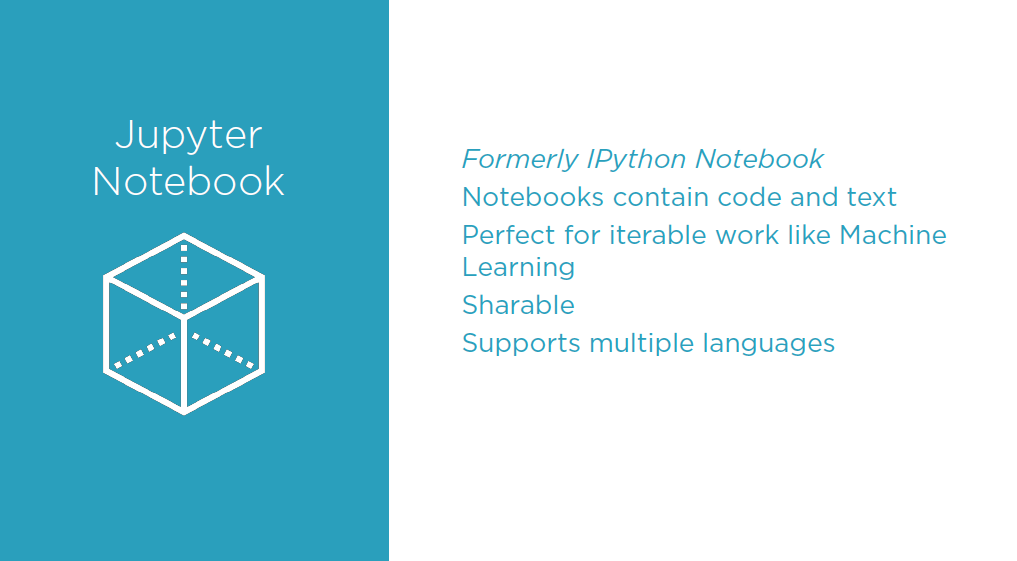 Jupyter
Notebook
Formerly IPython Notebook
Notebooks contain code and text
Perfect for iterable work like Machine
Learning
Sharable
Supports multiple languages